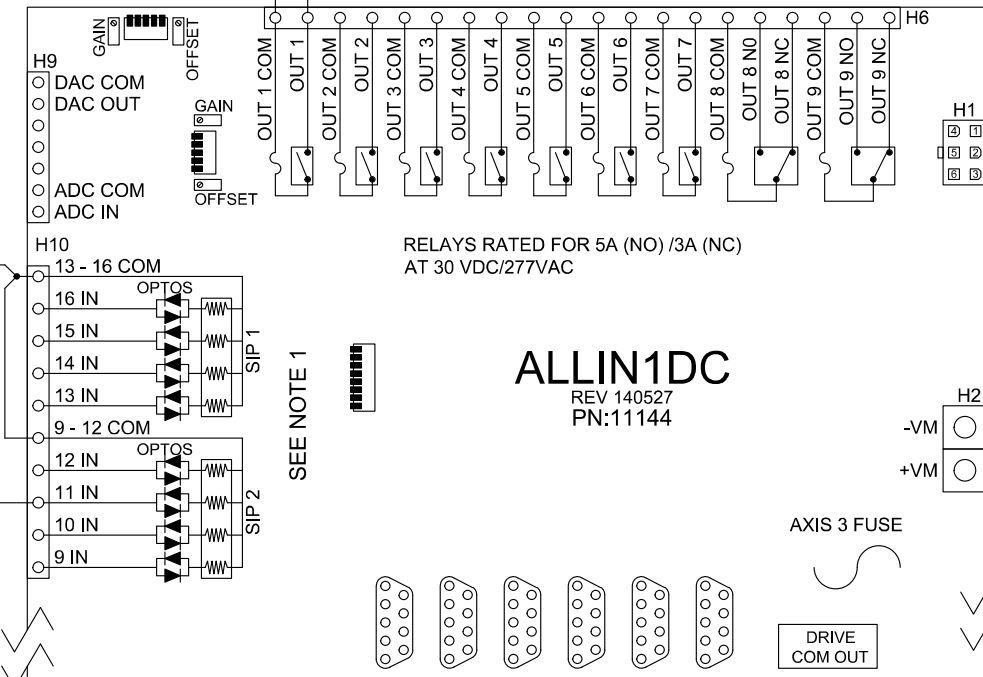 GAIN
OFFSET
H6
H9
DAC COM
DAC OUT
ADC COM
ADC IN
GAIN
OFFSET
OUT 1 COM
OUT 1
OUT 2 COM
OUT 2
OUT 3 COM
OUT 3
OUT 4 COM
OUT 4
OUT 5 COM
OUT 5
OUT 6 COM
OUT 6
OUT 7 COM
OUT 7
OUT 8 COM
OUT 8 N0
OUT 8 NC
OUT 9 COM
OUT 9 NO
OUT 9 NC
H1
4 1
5 2
6 3
RELAYS RATED FOR 5A (NO) /3A (NC)
AT 30 VDC/277VAC
H10
13 - 16 COM
OPTOS
16 IN
15 IN
14 IN
13 IN
SIP 1
9 - 12 COM
OPTOS
12 IN
11 IN
10 IN
9 IN
SIP 2
SEE NOTE 1
ALLIN1DC
REV 140527
PN:11144
H2
-VM
+VM
AXIS 3 FUSE
DRIVE
COM OUT